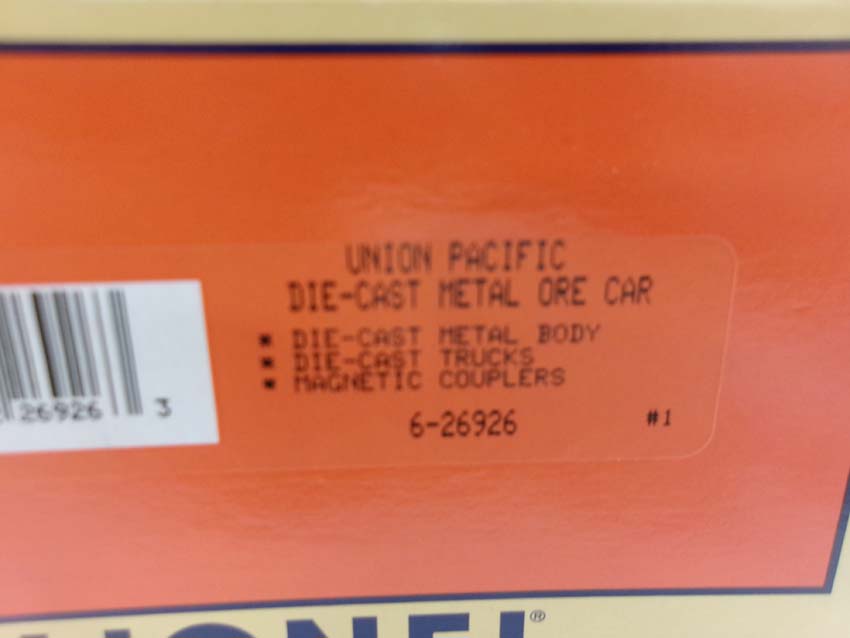 UNION PACIFIC
DIE-CAST METAL ORE CAR
▪ DIE-CAST METAL BODY
▪ DIE-CAST TRUCKS
▪ MAGNETIC COUPLERS
26926 3
6-26926 #1
LIONEL®